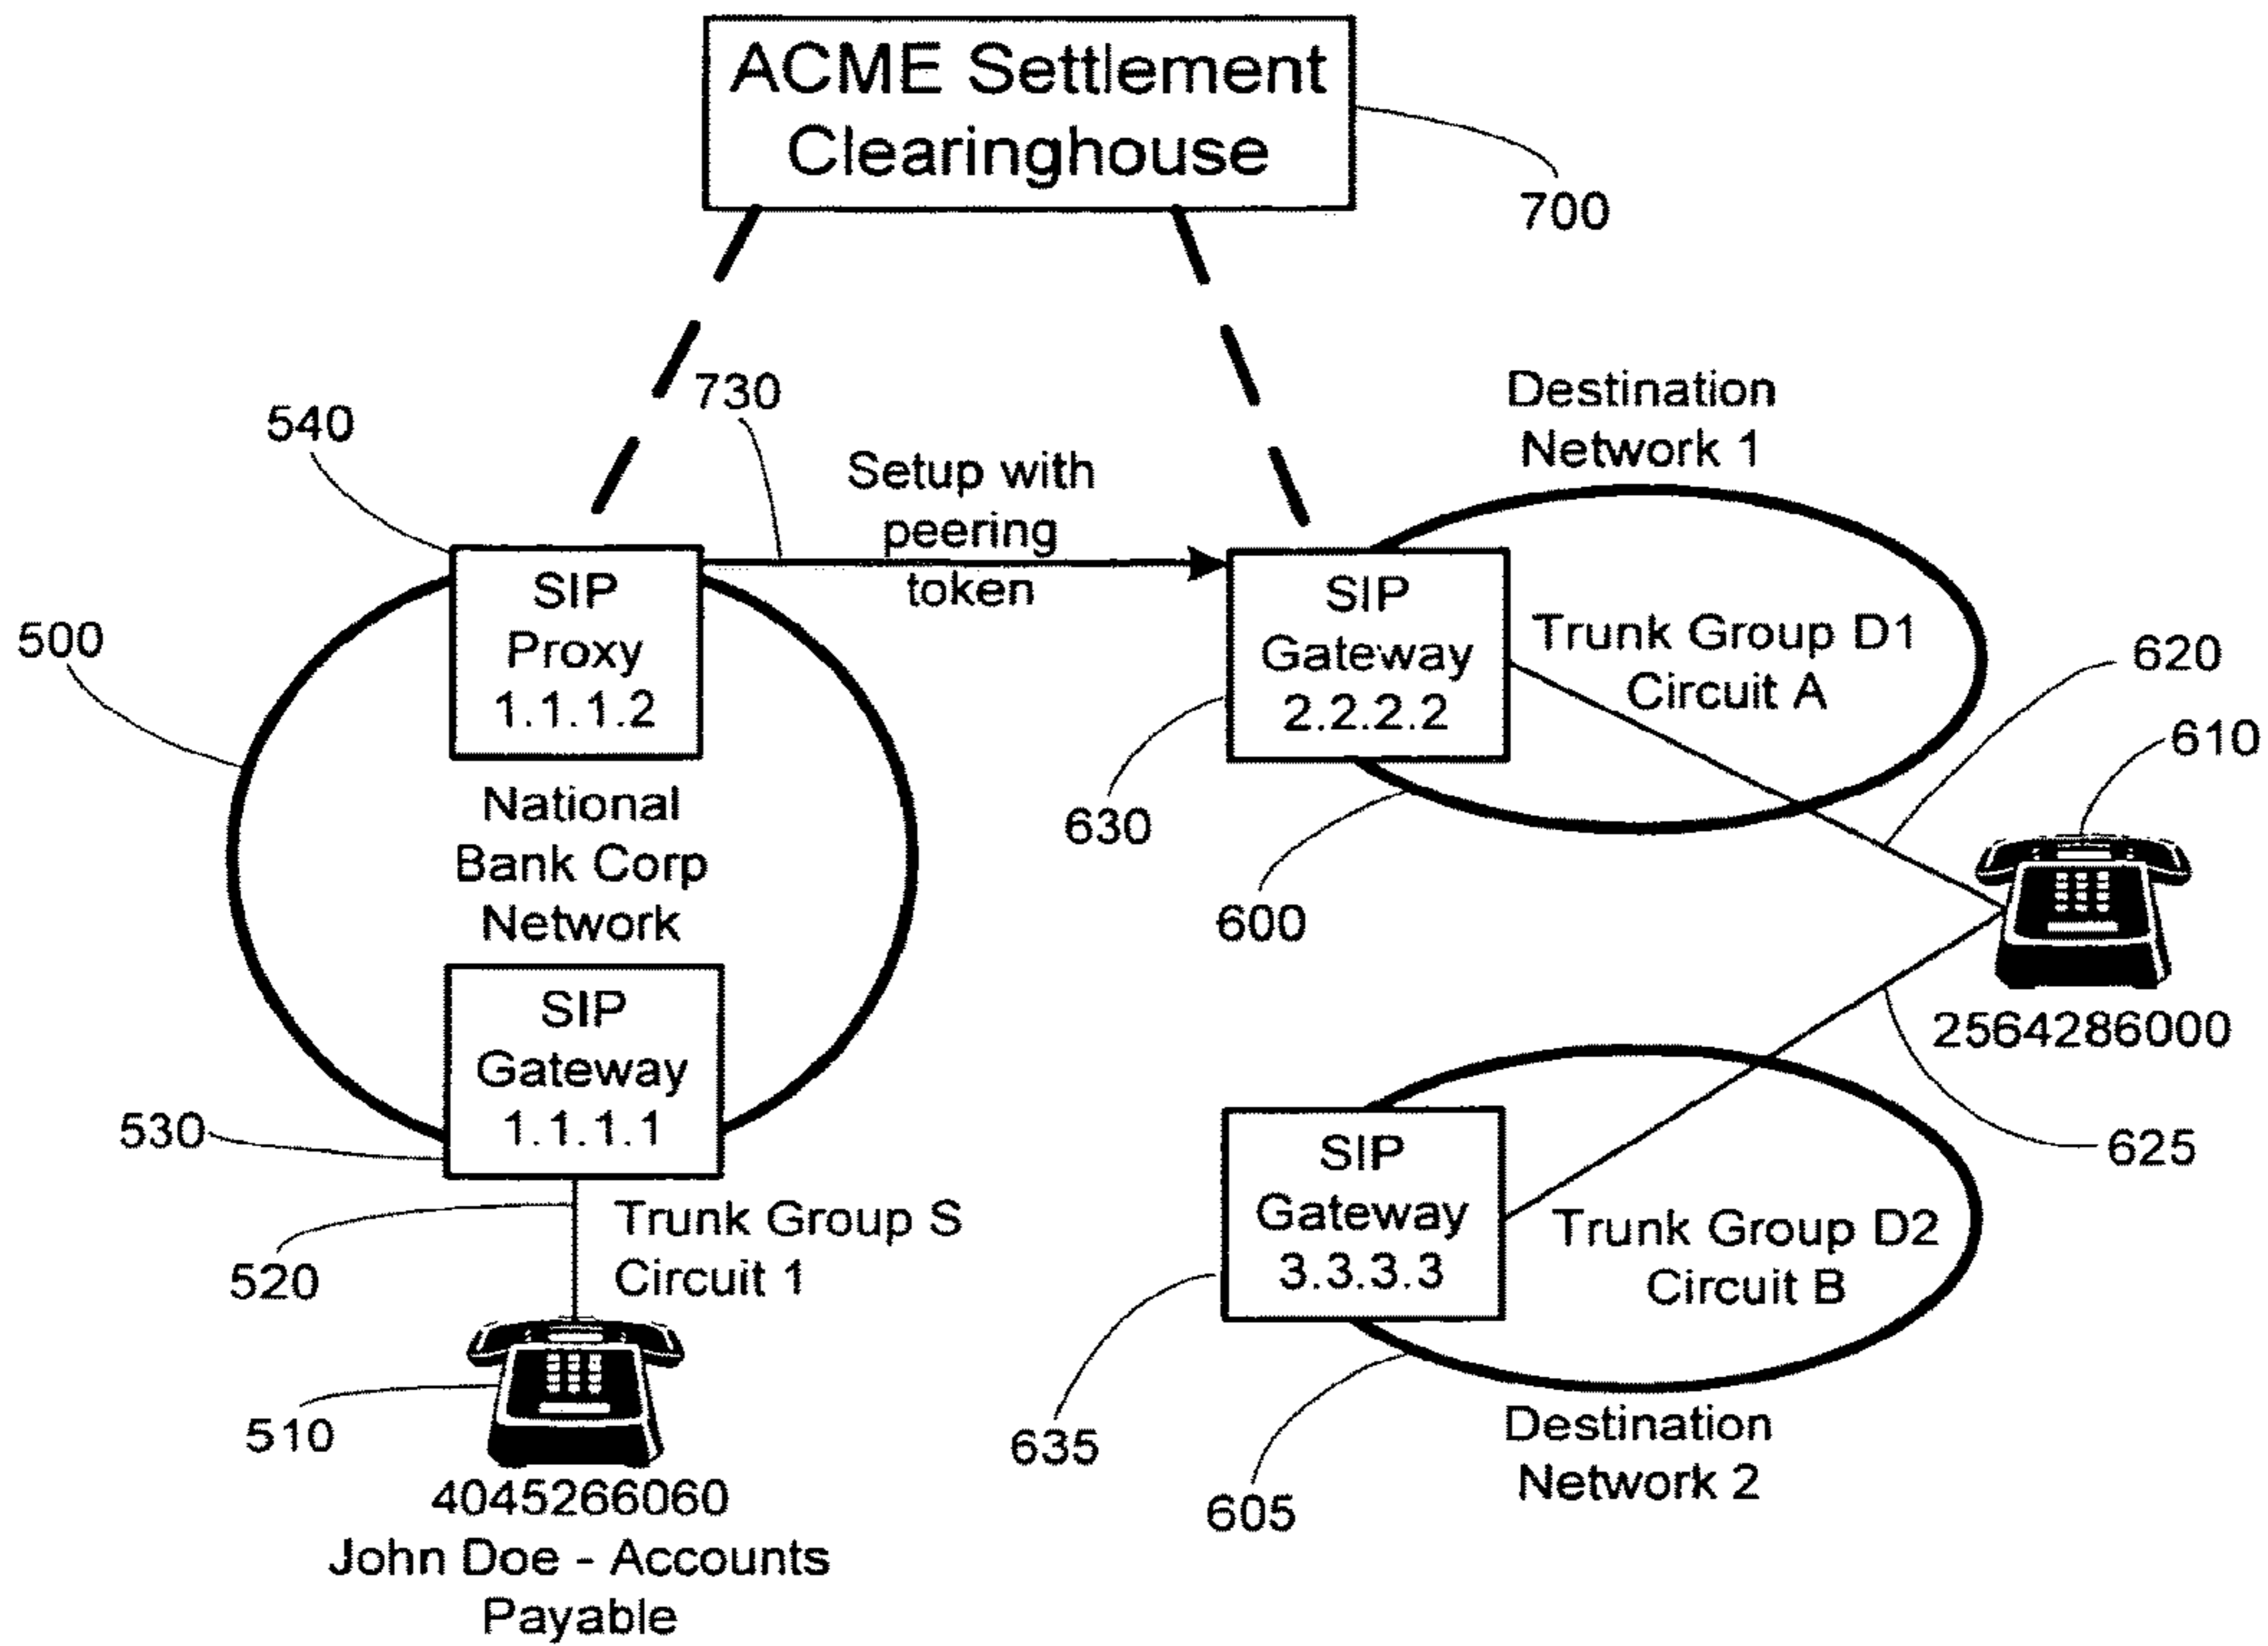 ACME Settlement
Clearinghouse
700
730
540
Setup with
peering
token
Destination
Network 1
500
SIP
Proxy
1.1.1.2
SIP
Gateway
2.2.2.2
Trunk Group D1
Circuit A
620
610
630
600
National
Bank Corp
Network
2564286000
SIP
Gateway
1.1.1.1
530
625
SIP
Gateway
3.3.3.3
Trunk Group D2
Circuit B
Trunk Group S
Circuit 1
520
510
635
605
Destination
Network 2
4045266060
John Doe - Accounts
Payable